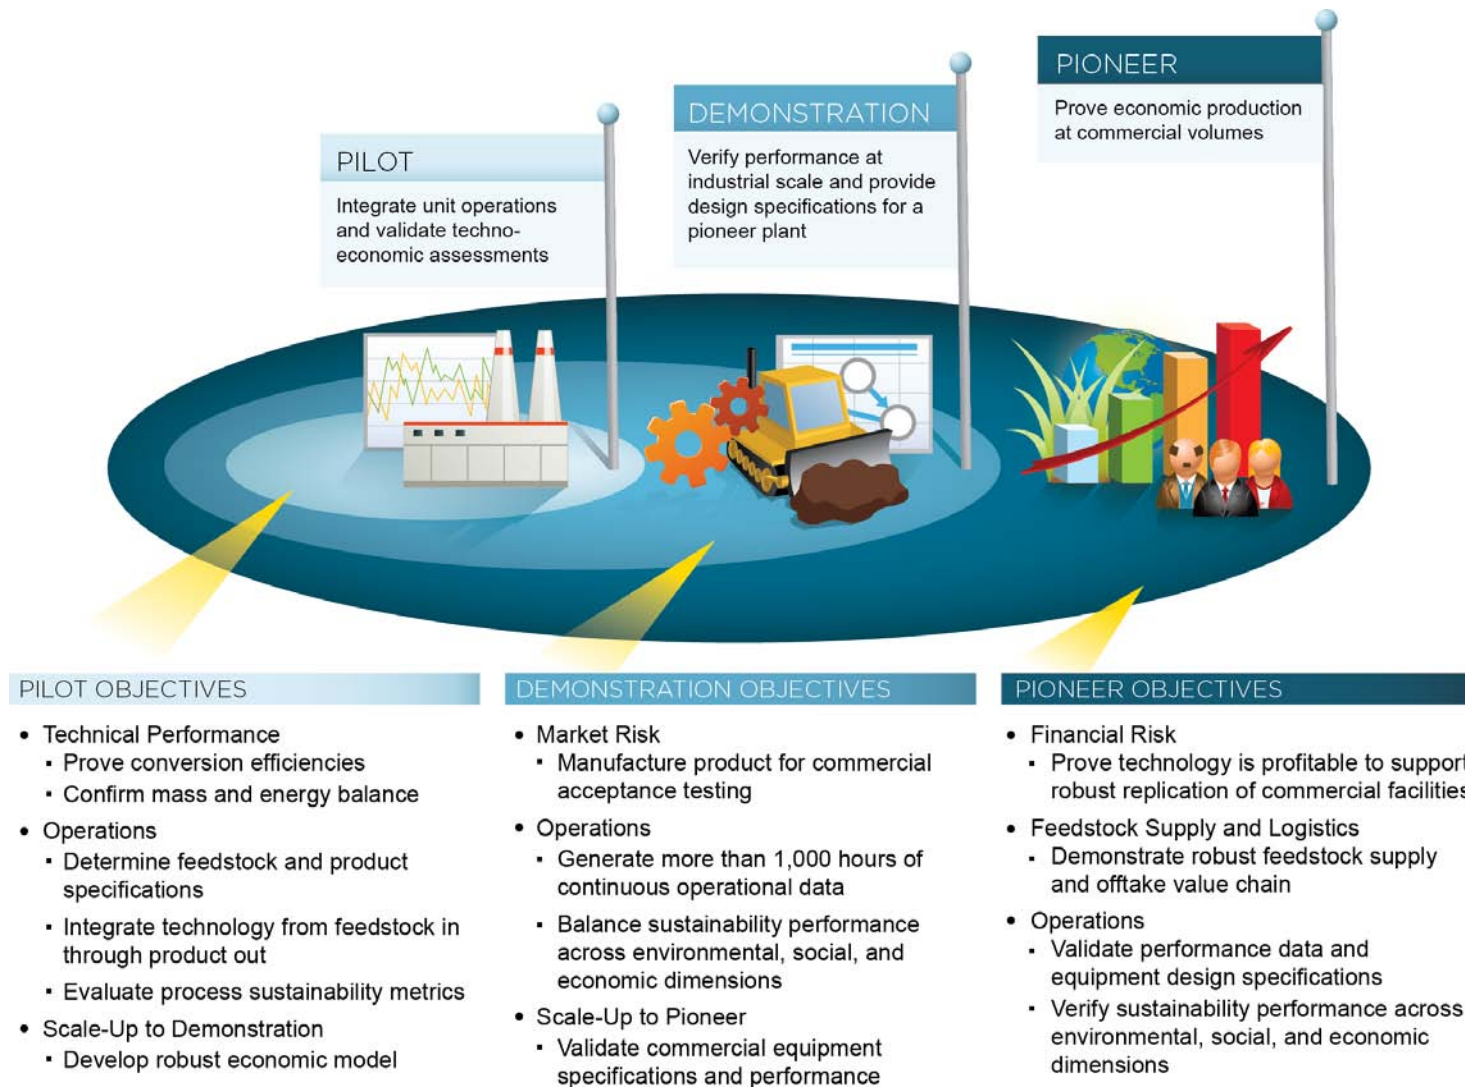 PIONEER
Prove economic production
at commercial volumes
DEMONSTRATION
Verify performance at
industrial scale and provide
design specifications for a
pioneer plant
PILOT
Integrate unit operations
and validate techno-
economic assessments
PILOT OBJECTIVES
• Technical Performance
▪ Prove conversion efficiencies
▪ Confirm mass and energy balance
• Operations
▪ Determine feedstock and product
specifications
▪ Integrate technology from feedstock in
through product out
▪ Evaluate process sustainability metrics
• Scale-Up to Demonstration
▪ Develop robust economic model
DEMONSTRATION OBJECTIVES
• Market Risk
▪ Manufacture product for commercial
acceptance testing
• Operations
▪ Generate more than 1,000 hours of
continuous operational data
▪ Balance sustainability performance
across environmental, social, and
economic dimensions
• Scale-Up to Pioneer
▪ Validate commercial equipment
specifications and performance
PIONEER OBJECTIVES
• Financial Risk
▪ Prove technology is profitable to support
robust replication of commercial facilities
• Feedstock Supply and Logistics
▪ Demonstrate robust feedstock supply
and offtake value chain
• Operations
▪ Validate performance data and
equipment design specifications
▪ Verify sustainability performance across
environmental, social, and economic
dimensions